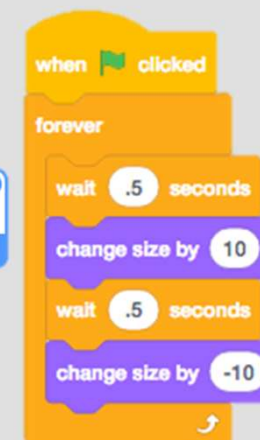 when clicked
forever
wait .5 seconds
change size by 10
wait .5 seconds
change size by -10